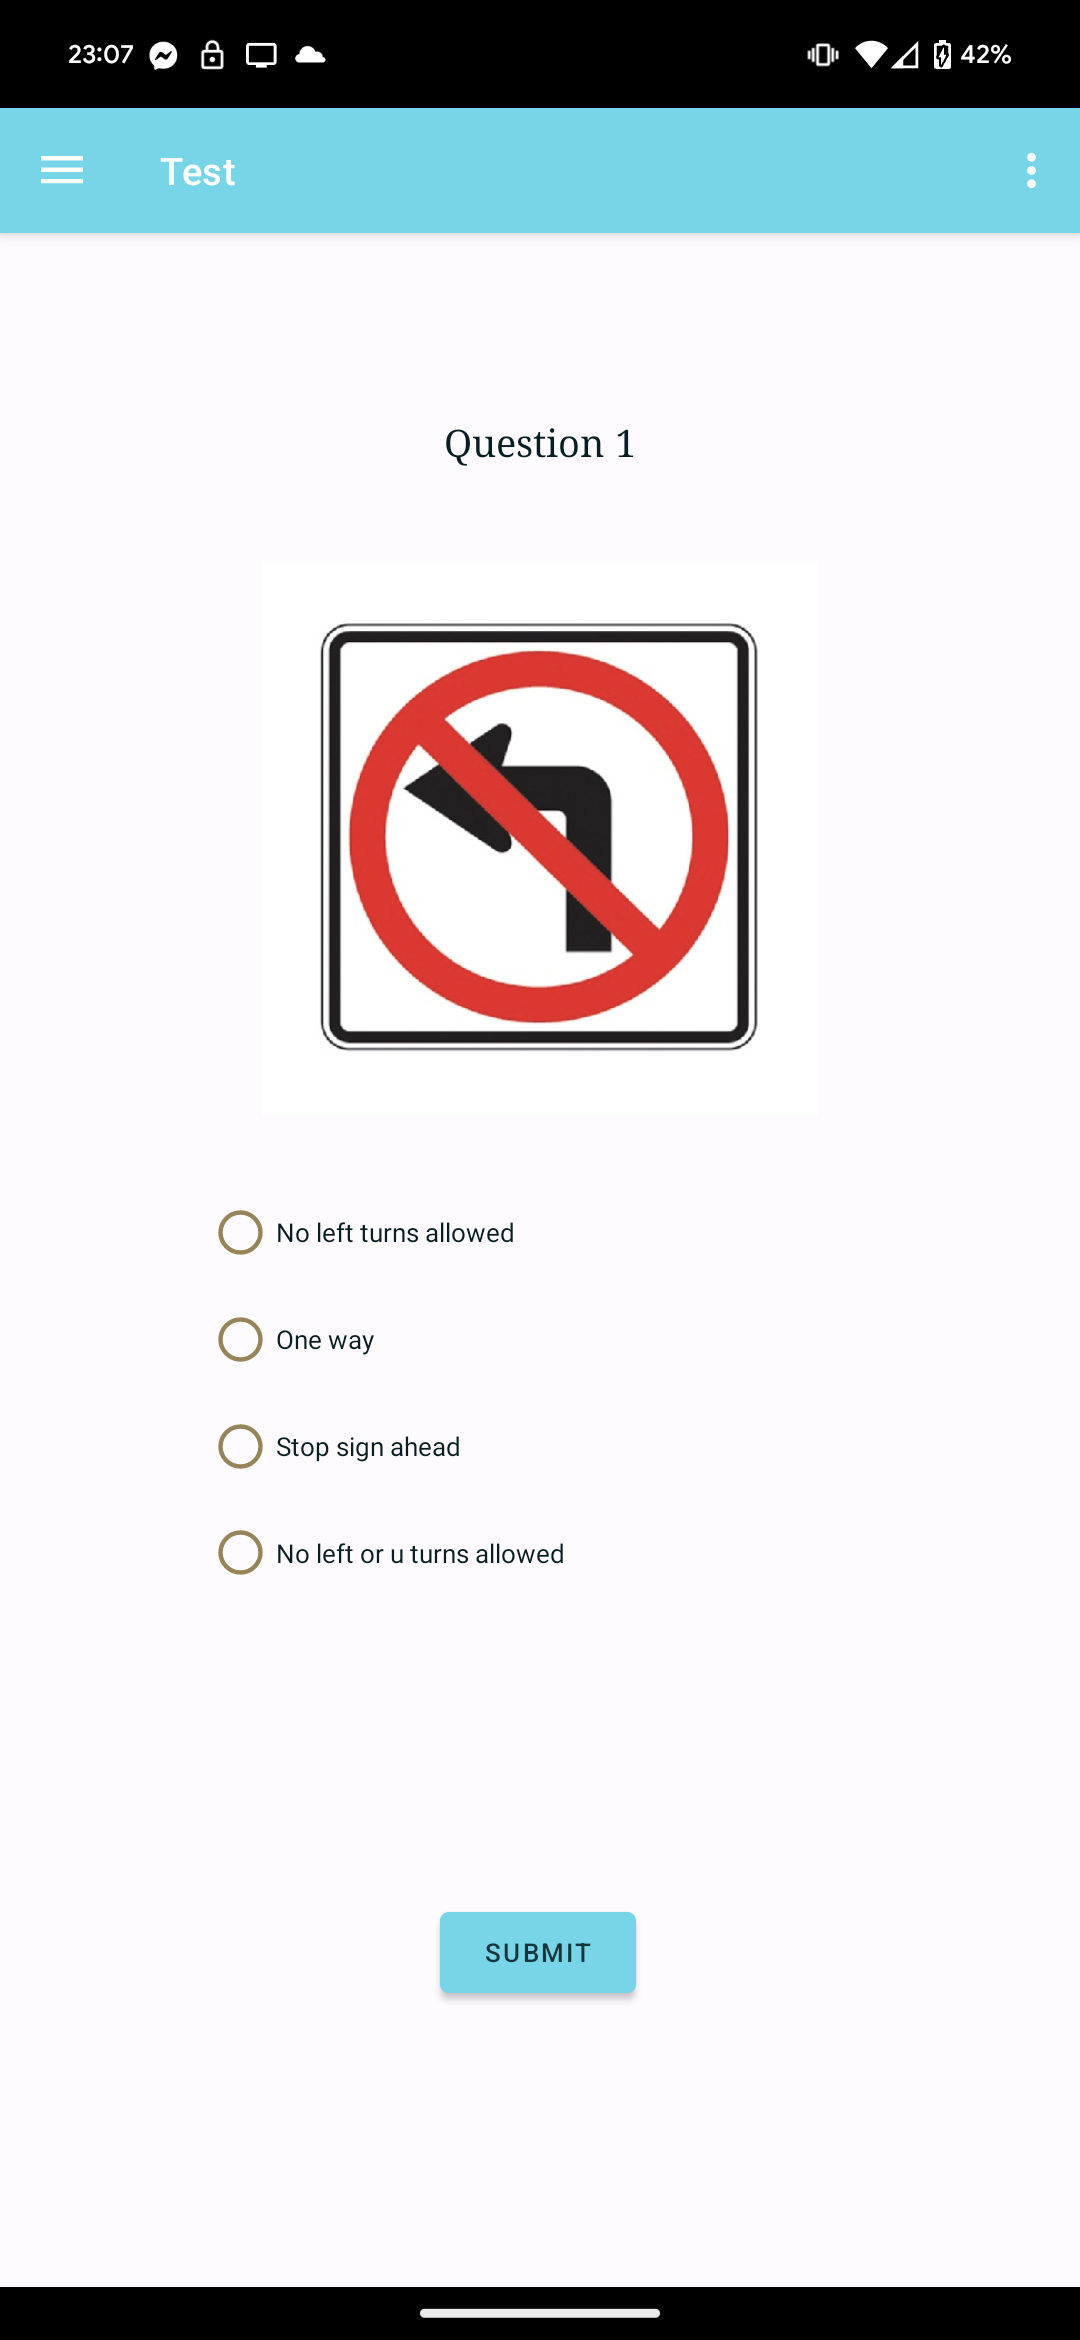 23:07 42%
Test
Question 1
No left turns allowed
One way
Stop sign ahead
No left or u turns allowed
SUBMIT